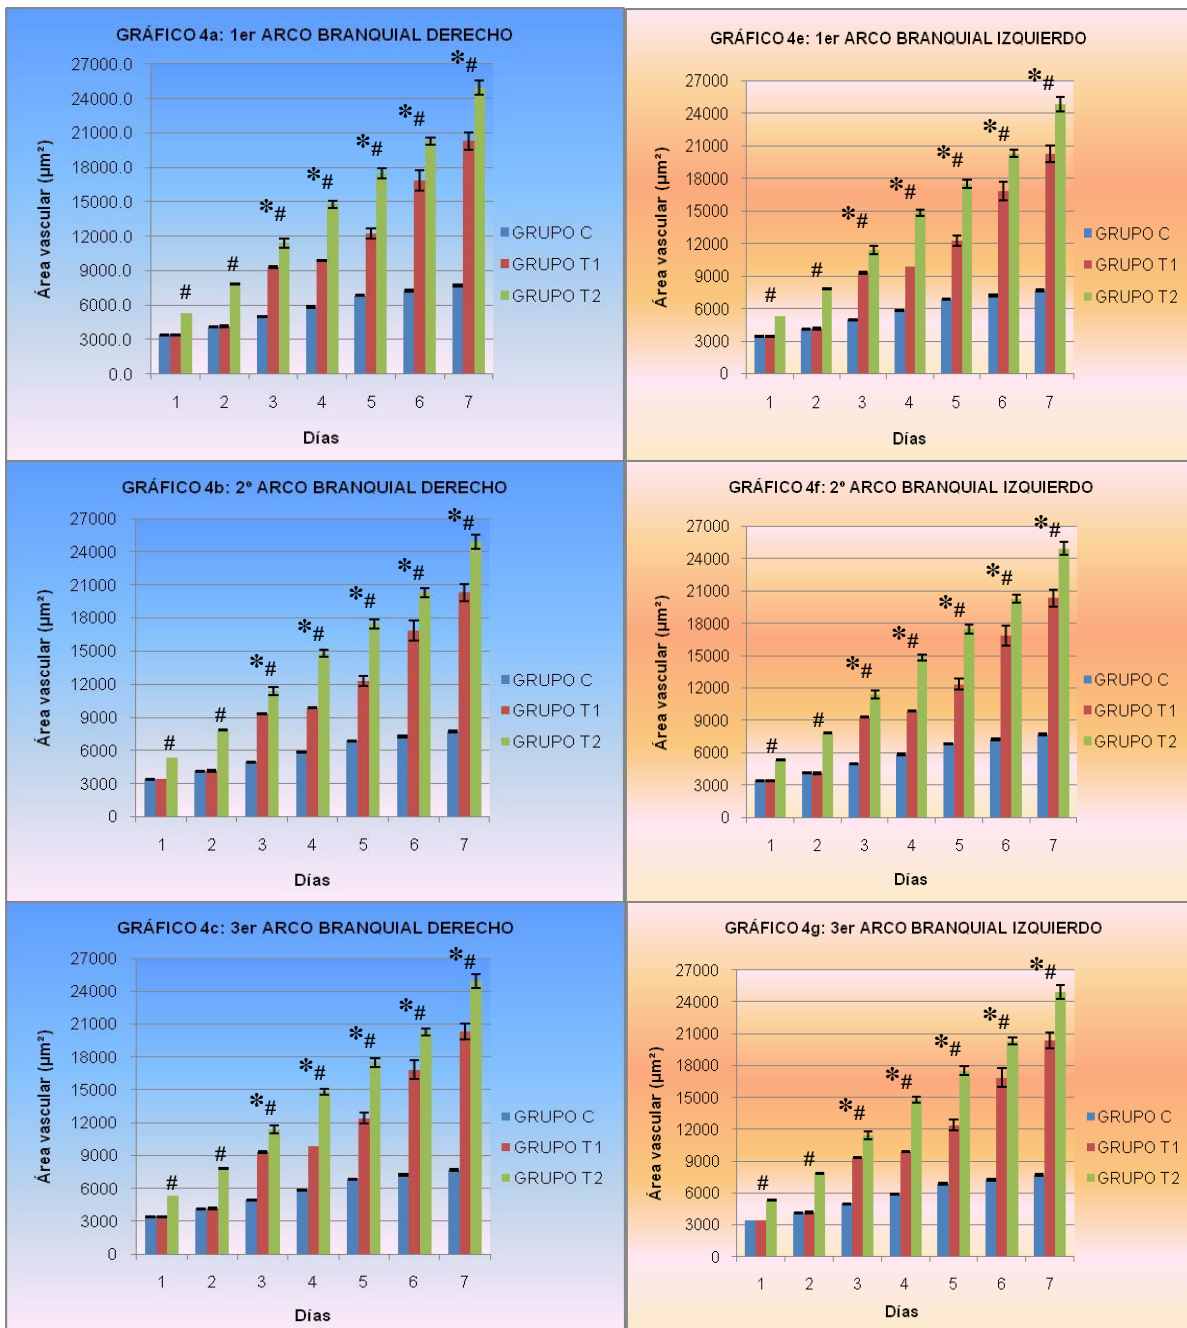 GRÁFICO 4a: 1er ARCO BRANQUIAL DERECHO
Área vascular (µm²)
27000.0
24000.0
21000.0
18000.0
15000.0
12000.0
9000.0
6000.0
3000.0
0.0
#
#
*#
*#
*#
*#
*#
1 2 3 4 5 6 7
Días
GRUPO C
GRUPO T1
GRUPO T2
GRÁFICO 4e: 1er ARCO BRANQUIAL IZQUIERDO
Área vascular (µm²)
27000
24000
21000
18000
15000
12000
9000
6000
3000
0
#
#
*#
*#
*#
*#
*#
1 2 3 4 5 6 7
Días
GRUPO C
GRUPO T1
GRUPO T2
GRÁFICO 4b: 2º ARCO BRANQUIAL DERECHO
Área vascular (µm²)
27000
24000
21000
18000
15000
12000
9000
6000
3000
0
#
#
*#
*#
*#
*#
*#
1 2 3 4 5 6 7
Días
GRUPO C
GRUPO T1
GRUPO T2
GRÁFICO 4f: 2º ARCO BRANQUIAL IZQUIERDO
Área vascular (µm²)
27000
24000
21000
18000
15000
12000
9000
6000
3000
0
#
#
*#
*#
*#
*#
*#
1 2 3 4 5 6 7
Días
GRUPO C
GRUPO T1
GRUPO T2
GRÁFICO 4c: 3er ARCO BRANQUIAL DERECHO
Área vascular (µm²)
27000
24000
21000
18000
15000
12000
9000
6000
3000
0
#
#
*#
*#
*#
*#
*#
1 2 3 4 5 6 7
Días
GRUPO C
GRUPO T1
GRUPO T2
GRÁFICO 4g: 3er ARCO BRANQUIAL IZQUIERDO
Área vascular (µm²)
27000
24000
21000
18000
15000
12000
9000
6000
3000
0
#
#
*#
*#
*#
*#
*#
1 2 3 4 5 6 7
Días
GRUPO C
GRUPO T1
GRUPO T2